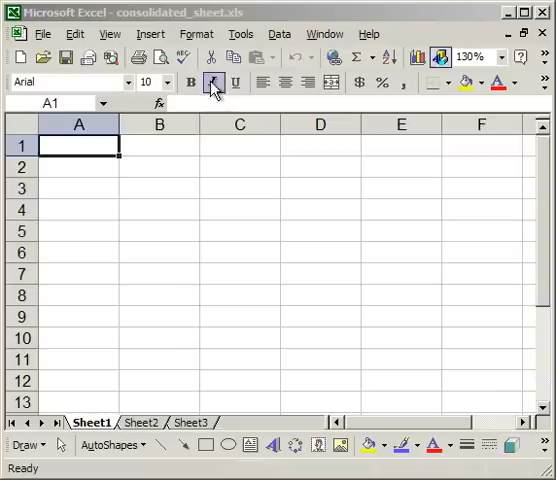 Microsoft Excel - consolidated_sheet.xls
File Edit View Insert Format Tools Data Window Help
130%
Arial 10 B U $ % ,
A1 fx
A B C D E F
1
2
3
4
5
6
7
8
9
10
11
12
13
Sheet1 Sheet2 Sheet3
Draw AutoShapes
Ready